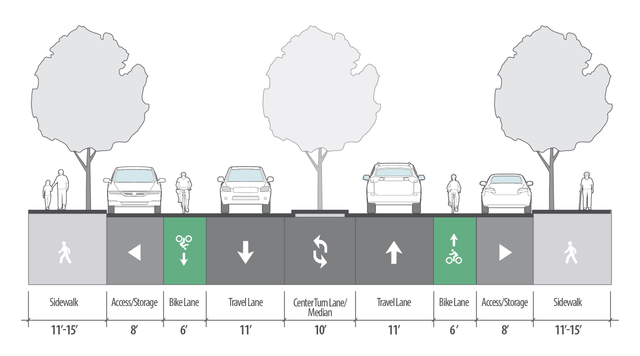 Sidewalk Access/Storage Bike Lane Travel Lane Center Turn Lane/ Travel Lane Bike Lane Access/Storage Sidewalk
Median
11'-15' 8' 6' 11' 10' 11' 6' 8' 11'-15'